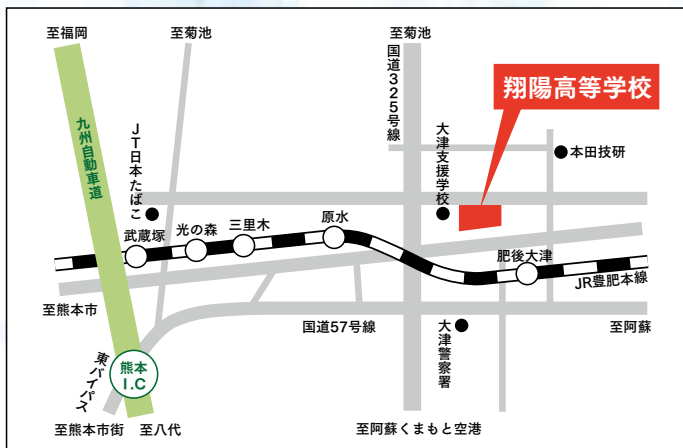 至福岡
至菊池
至菊池
国道325号線
翔陽高等学校
九州自動車道
JT日本たばこ
大津支援学校
本田技研
武蔵塚
光の森
三里木
原水
肥後大津
JR豊肥本線
至熊本市
国道57号線
大津警察署
至阿蘇
東バイパス
熊本
I.C
至熊本市街
至八代
至阿蘇くまもと空港